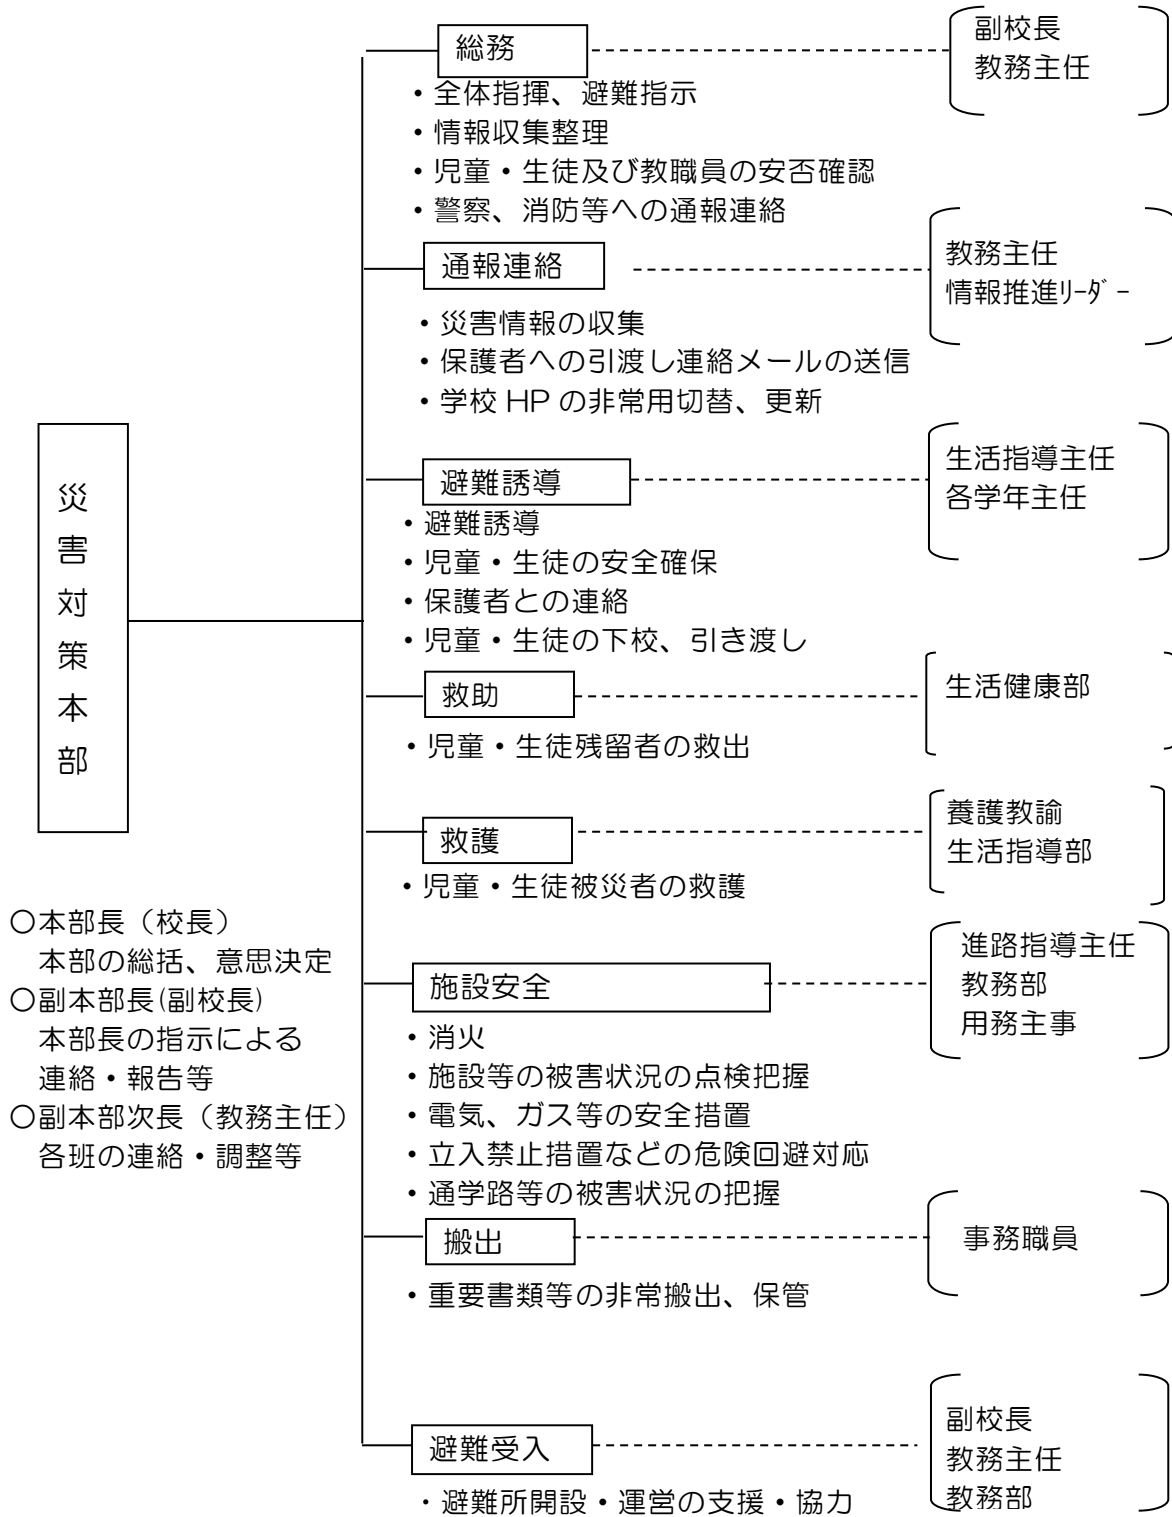 総務
副校長
教務主任
・全体指揮、避難指示
・情報収集整理
・児童・生徒及び教職員の安否確認
・警察、消防等への通報連絡
通報連絡
教務主任
情報推進ﾘｰﾀﾞｰ
・災害情報の収集
・保護者への引渡し連絡メールの送信
・学校 HP の非常用切替、更新
避難誘導
生活指導主任
各学年主任
・避難誘導
・児童・生徒の安全確保
・保護者との連絡
・児童・生徒の下校、引き渡し
災害対策本部
救助
生活健康部
・児童・生徒残留者の救出
救護
養護教諭
生活指導部
・児童・生徒被災者の救護
〇本部長（校長）
本部の総括、意思決定
〇副本部長(副校長)
本部長の指示による
連絡・報告等
〇副本部次長（教務主任）
各班の連絡・調整等
施設安全
進路指導主任
教務部
用務主事
・消火
・施設等の被害状況の点検把握
・電気、ガス等の安全措置
・立入禁止措置などの危険回避対応
・通学路等の被害状況の把握
搬出
事務職員
・重要書類等の非常搬出、保管
避難受入
副校長
教務主任
教務部
・避難所開設・運営の支援・協力